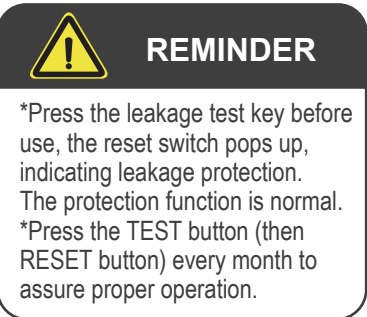 REMINDER
*Press the leakage test key before
use, the reset switch pops up,
indicating leakage protection.
The protection function is normal.
*Press the TEST button (then
RESET button) every month to
assure proper operation.